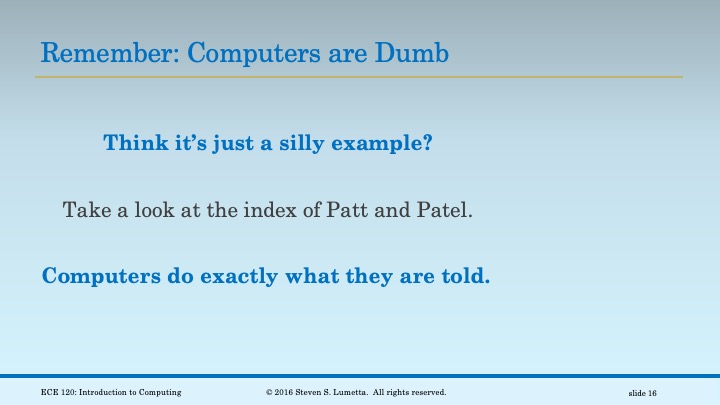 Remember: Computers are Dumb
Think it’s just a silly example?
Take a look at the index of Patt and Patel.
Computers do exactly what they are told.
ECE 120: Introduction to Computing
© 2016 Steven S. Lumetta.  All rights reserved.
slide 16